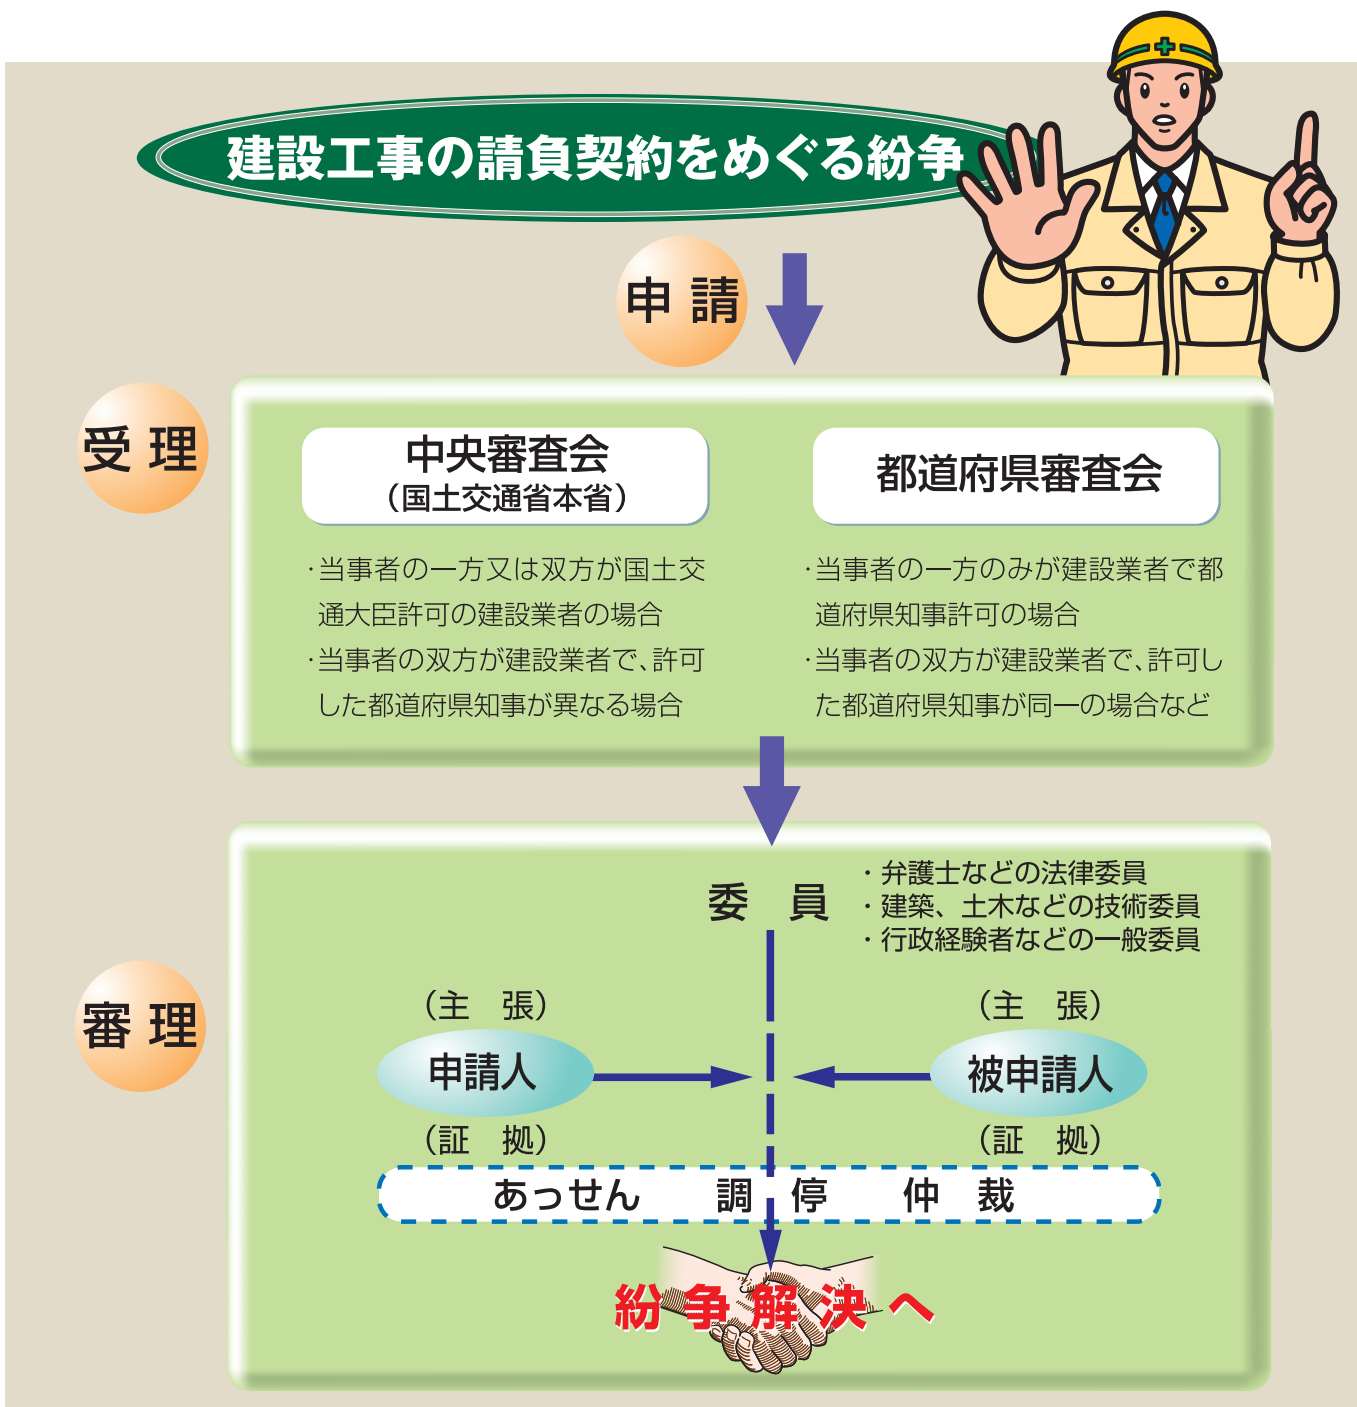 建設工事の請負契約をめぐる紛争
申 請
受 理
中央審査会
（国土交通省本省）
・当事者の一方又は双方が国土交
通大臣許可の建設業者の場合
・当事者の双方が建設業者で、許可
した都道府県知事が異なる場合
都道府県審査会
・当事者の一方のみが建設業者で都
道府県知事許可の場合
・当事者の双方が建設業者で、許可し
た都道府県知事が同一の場合など
審 理
委　員
・弁護士などの法律委員
・建築、土木などの技術委員
・行政経験者などの一般委員
（主　張）
申請人
（証　拠）
（主　張）
被申請人
（証　拠）
あっせん　　調　停　　仲　裁
紛 争 解 決 へ